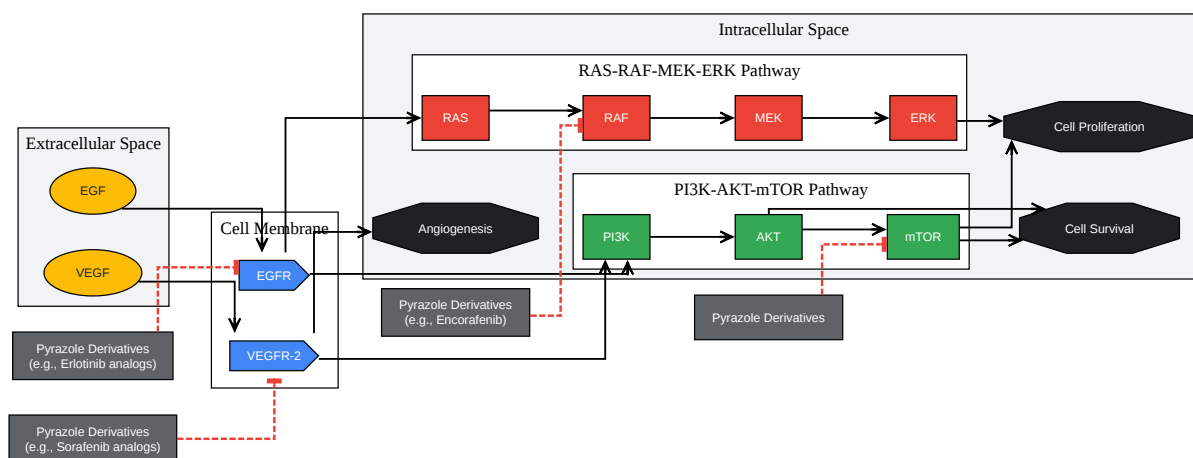 Intracellular Space
RAS-RAF-MEK-ERK Pathway
RAS
RAF
MEK
ERK
Cell Proliferation
Extracellular Space
EGF
VEGF
Cell Membrane
EGFR
VEGFR-2
Angiogenesis
PI3K-AKT-mTOR Pathway
PI3K
AKT
mTOR
Cell Survival
Pyrazole Derivatives
(e.g., Encorafenib)
Pyrazole Derivatives
Pyrazole Derivatives
(e.g., Erlotinib analogs)
Pyrazole Derivatives
(e.g., Sorafenib analogs)